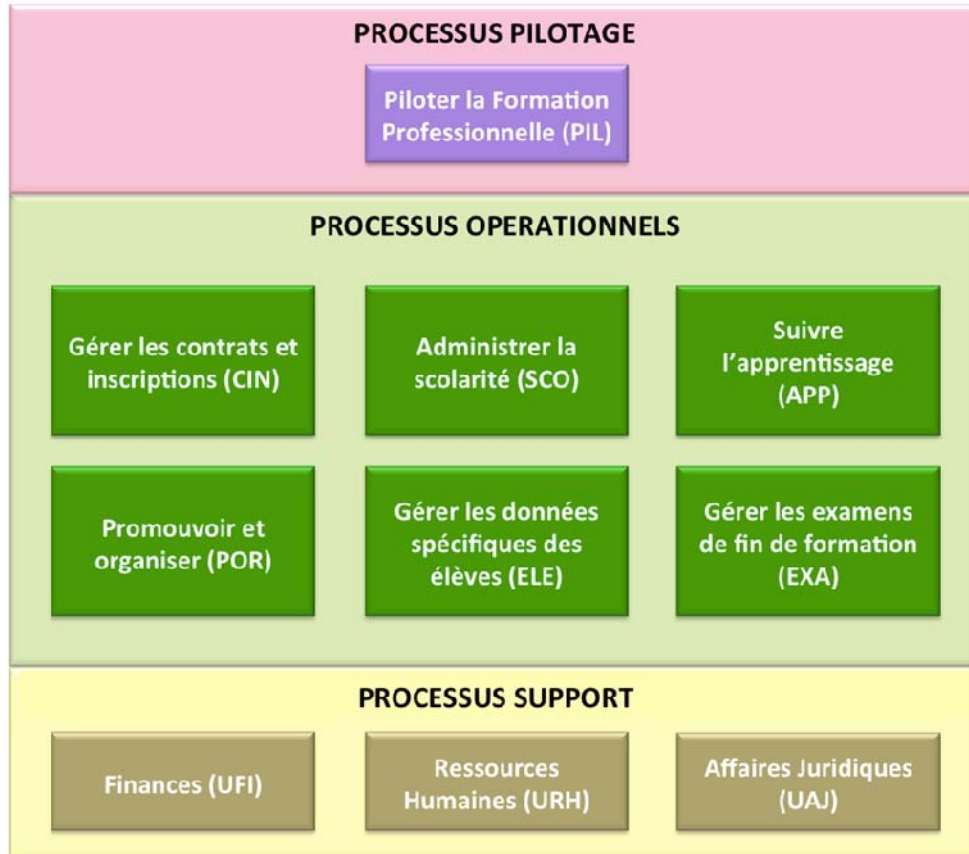 PROCESSUS PILOTAGE
Piloter la Formation
Professionnelle (PIL)
PROCESSUS OPERATIONNELS
Gérer les contrats et
inscriptions (CIN)
Administrer la
scolarité (SCO)
Suivre
l'apprentissage
(APP)
Promouvoir et
organiser (POR)
Gérer les données
spécifiques des
élèves (ELE)
Gérer les examens
de fin de formation
(EXA)
PROCESSUS SUPPORT
Finances (UFI)
Ressources
Humaines (URH)
Affaires Juridiques
(UAJ)